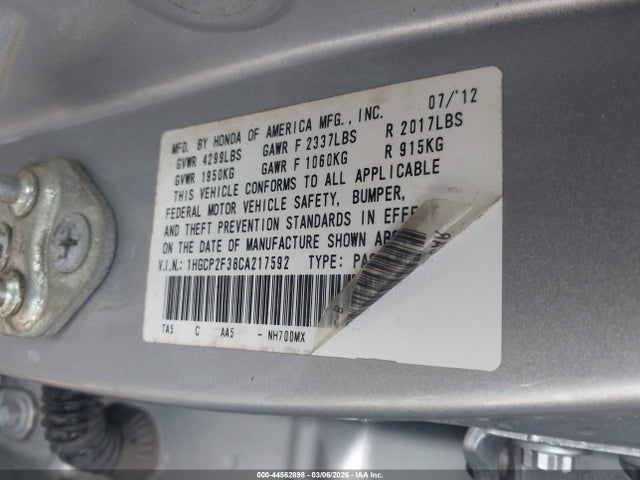 07/'12
MFD. BY HONDA OF AMERICA MFG., INC.
GVWR 4299LBS GAWR F 2337LBS R 2017LBS
GVWR 1950KG GAWR F 1060KG R 915KG
THIS VEHICLE CONFORMS TO ALL APPLICABLE
FEDERAL MOTOR VEHICLE SAFETY, BUMPER,
AND THEFT PREVENTION STANDARDS IN EFFE
ON THE DATE OF MANUFACTURE SHOWN
V.I.N.: 1HGCP2F38CA217592 TYPE: PA
TA5 C AA5 - NH700MX
000-44562898 - 03/06/2026 - IAA Corp.